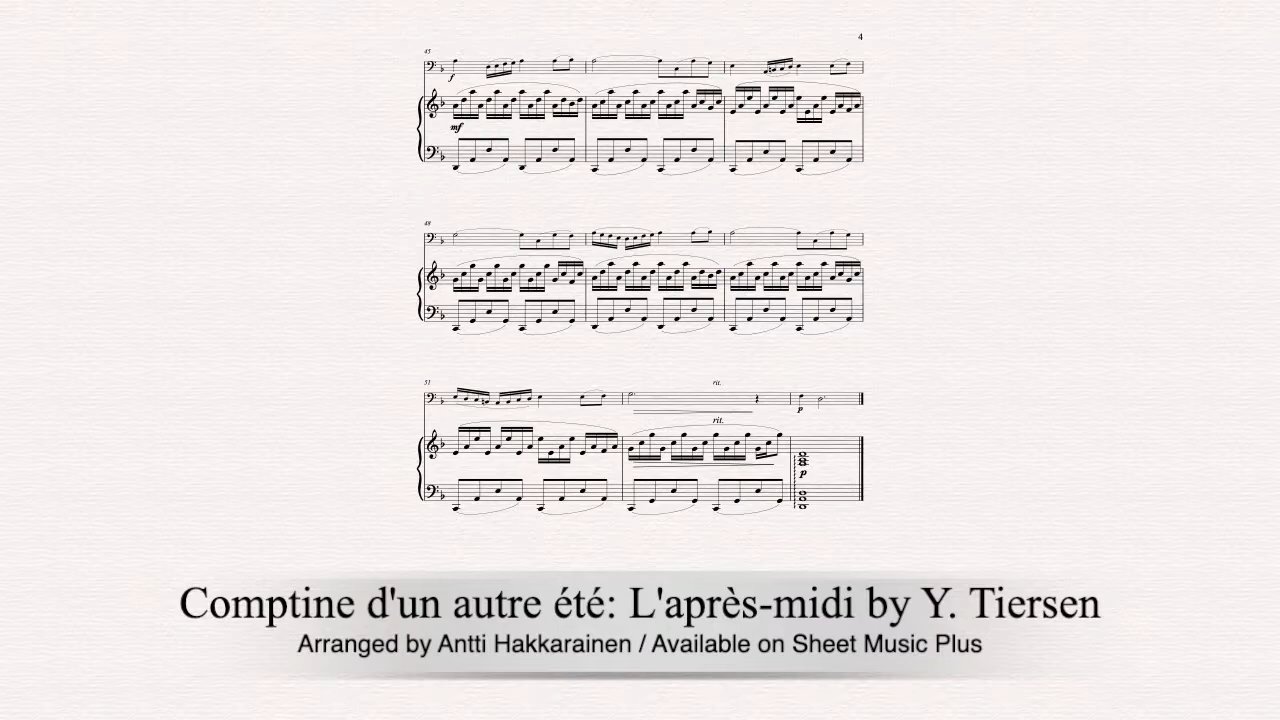 4
45
f
mf
48
51
rit.
p
rit.
p
Comptine d'un autre été: L'après-midi by Y. Tiersen
Arranged by Antti Hakkarainen / Available on Sheet Music Plus